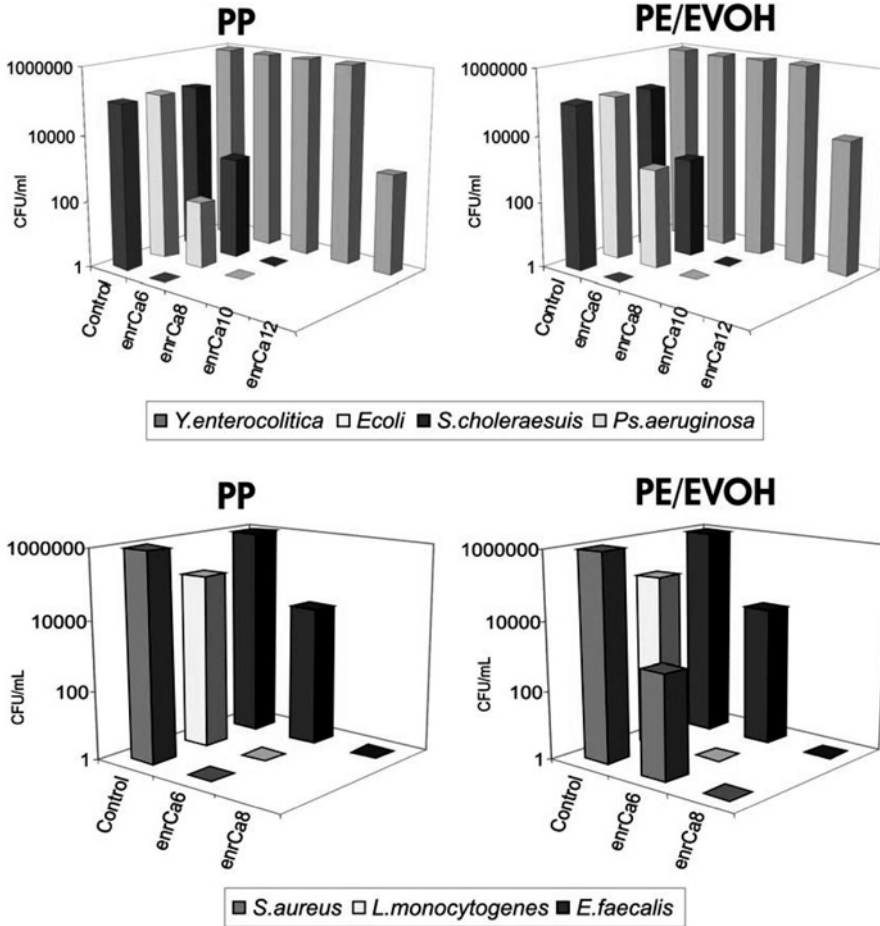 PP
PE/EVOH
1000000
10000
100
1
CFU/ml
Control
enrCa6
enrCa8
enrCa10
enrCa12
1000000
10000
100
1
CFU/ml
Control
enrCa6
enrCa8
enrCa10
enrCa12
Y.enterocolitica Ecoli S.choleraesuis Ps.aeruginosa
PP
PE/EVOH
1000000
10000
100
1
CFU/mL
Control
enrCa6
enrCa8
1000000
10000
100
1
CFU/mL
Control
enrCa6
enrCa8
S.aureus L.monocytogenes E.faecalis